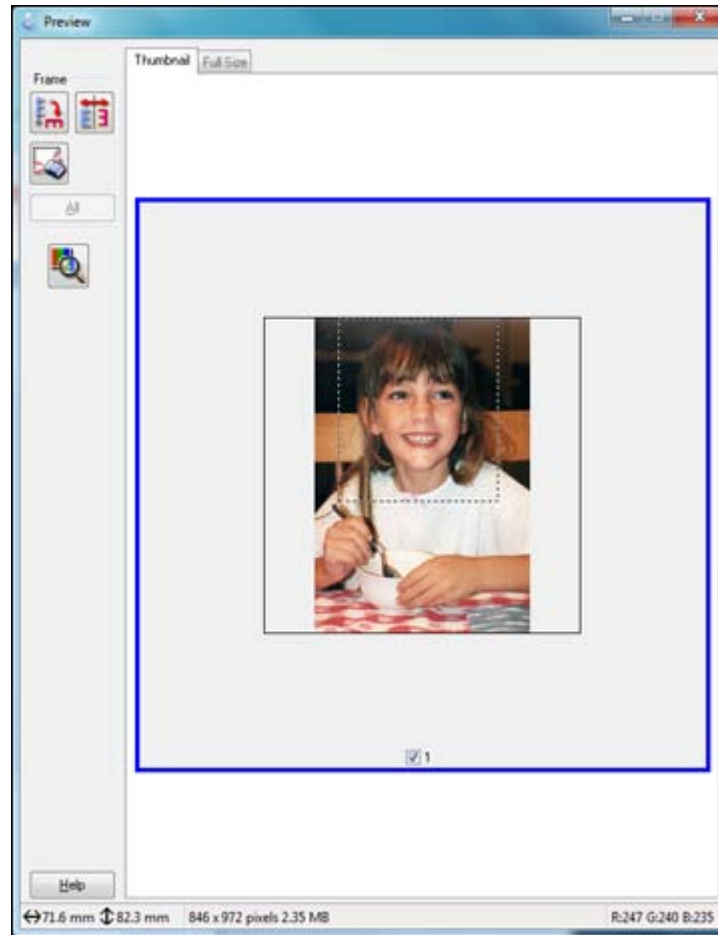 Preview
Thumbnail Full Size
Frame
All
1
Help
71.6 mm 82.3 mm 846 x 972 pixels 2.35 MB R:247 G:240 B:235